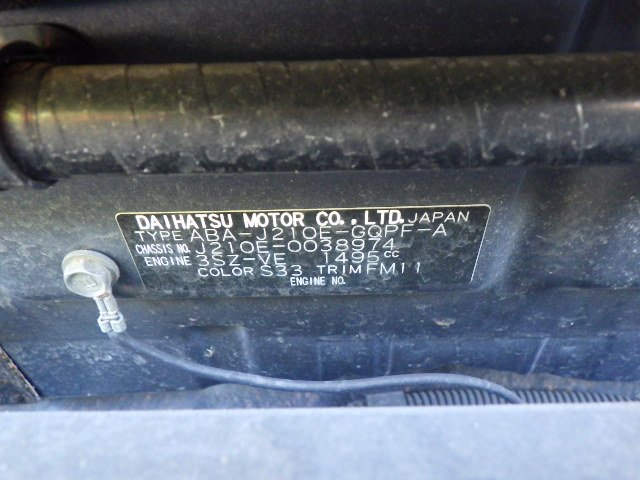 DAIHATSU MOTOR CO., LTD. JAPAN
TYPE ABA-J210E-GQPF-A
CHASSIS NO. J210E-0038974
ENGINE 3SZ-VE 1495cc
COLOR S33 TRIM FM11
ENGINE NO.